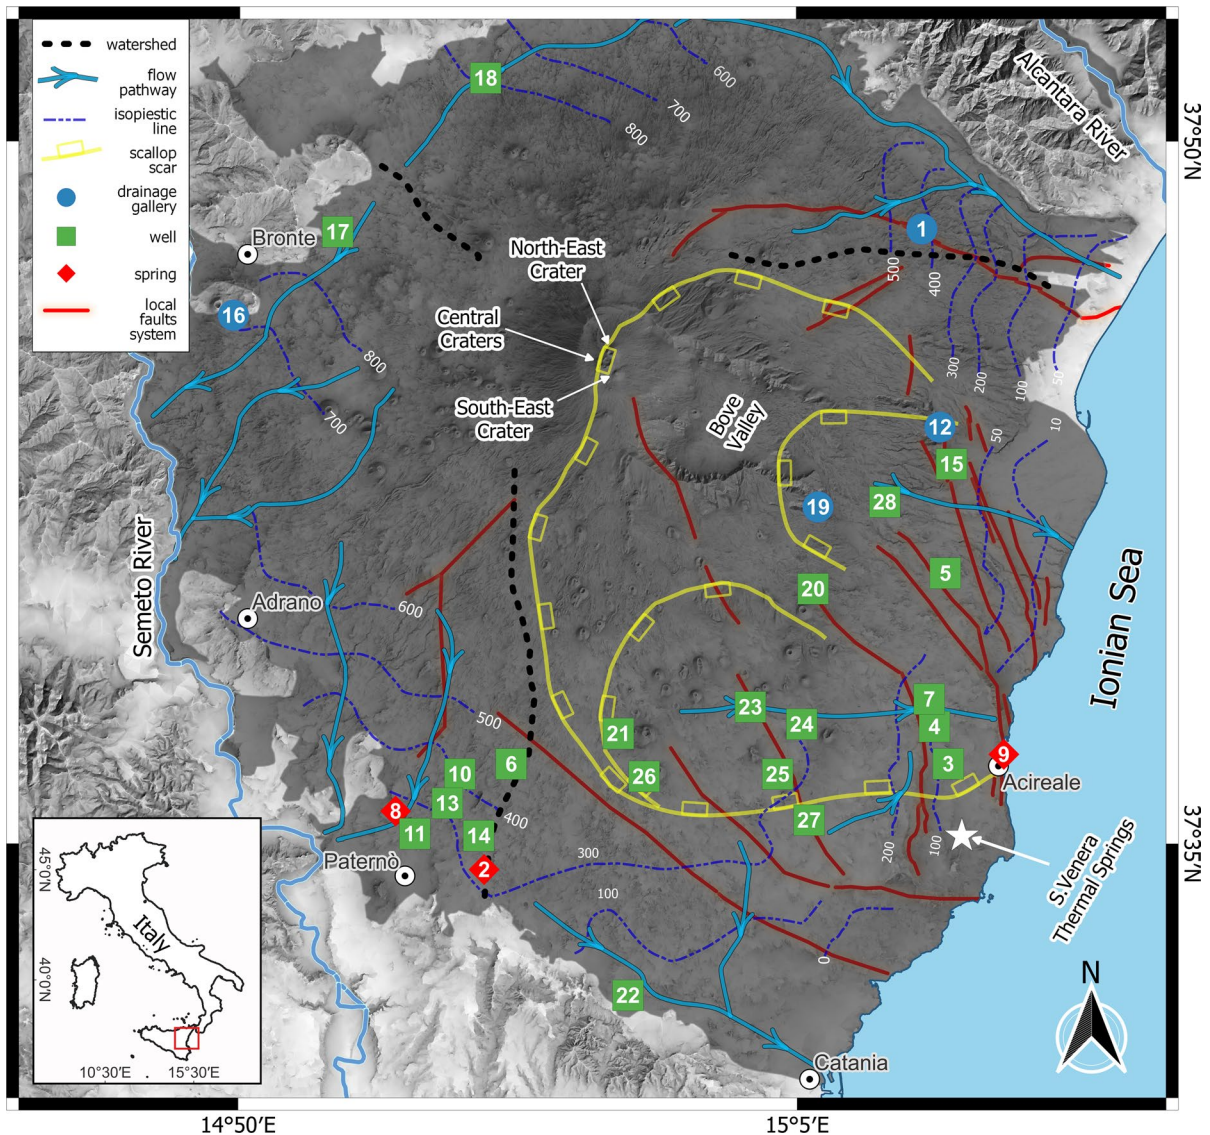 watershed
flow
pathway
isopiestic
line
scallop
scar
drainage
gallery
well
spring
local
faults
system
18
600
700
800
Alcantara River
37°50'N
17
Bronte
16
North-East
Crater
Central
Craters
South-East
Crater
1
500
400
300
200
100
50
800
700
Bove
Valley
12
50
10
15
19
28
Semeto River
Adrano
600
20
5
Ionian Sea
500
23
24
7
4
3
9
Acireale
21
26
25
27
6
10
13
8
11
14
400
2
Paternò
300
100
200
100
0
S.Venera
Thermal Springs
37°35'N
22
Catania
N
Italy
45°0'N
40°0'N
10°30'E
15°30'E
14°50'E
15°5'E